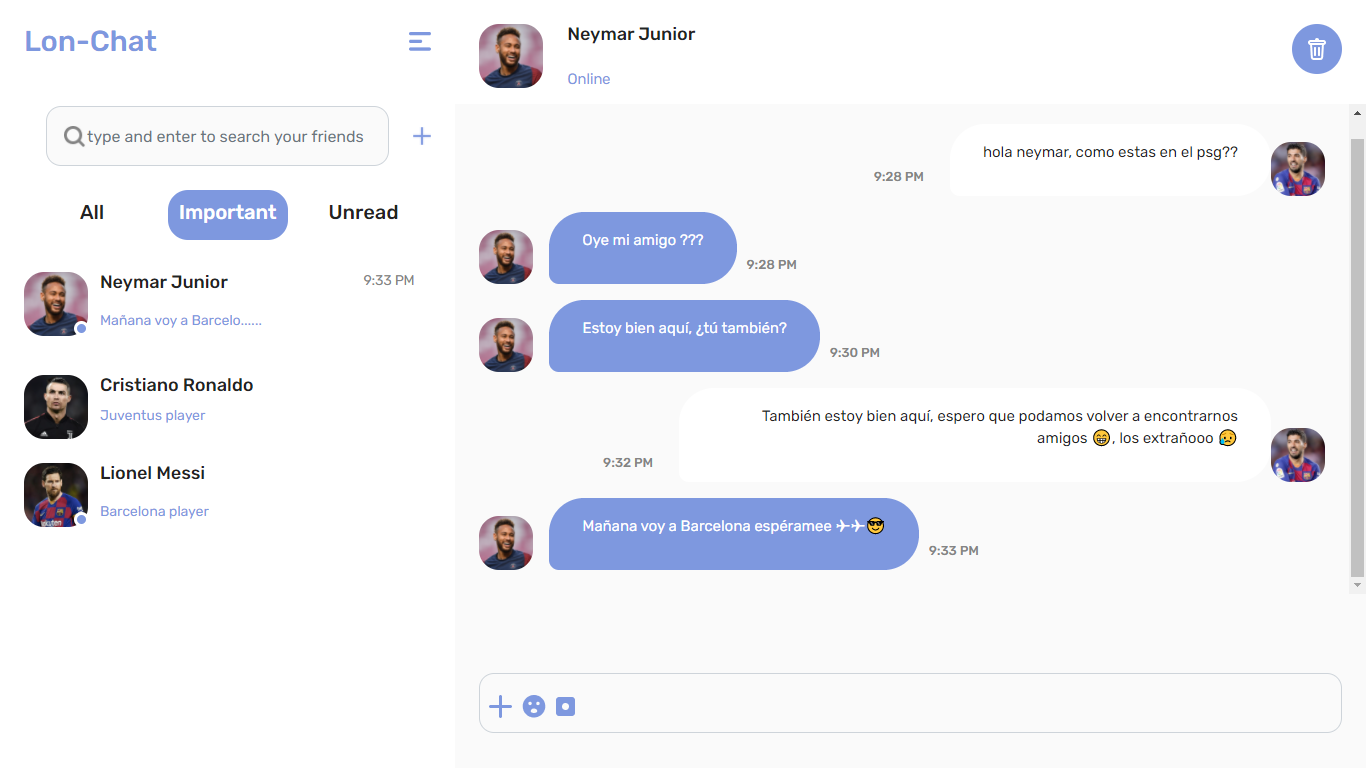 Lon-Chat
type and enter to search your friends
All
Important
Unread
Neymar Junior
9:33 PM
Mañana voy a Barcelo......
Cristiano Ronaldo
Juventus player
Lionel Messi
Barcelona player
Neymar Junior
Online
hola neymar, como estas en el psg??
9:28 PM
Oye mi amigo ???
9:28 PM
Estoy bien aquí, ¿tú también?
9:30 PM
También estoy bien aquí, espero que podamos volver a encontrarnos
amigos 😁, los extrañooo 😥
9:32 PM
Mañana voy a Barcelona espéramee ✈✈😎
9:33 PM